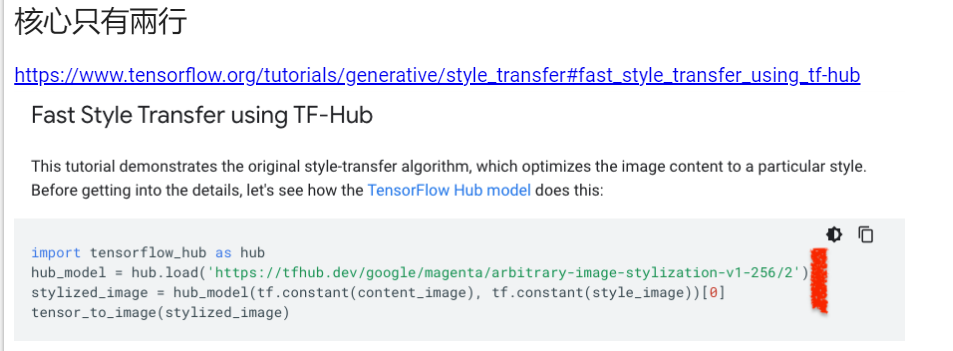 核心只有兩行
https://www.tensorflow.org/tutorials/generative/style_transfer#fast_style_transfer_using_tf-hub
Fast Style Transfer using TF-Hub
This tutorial demonstrates the original style-transfer algorithm, which optimizes the image content to a particular style.
Before getting into the details, let's see how the TensorFlow Hub model does this:
import tensorflow_hub as hub
hub_model = hub.load('https://tfhub.dev/google/magenta/arbitrary-image-stylization-v1-256/2')
stylized_image = hub_model(tf.constant(content_image), tf.constant(style_image))[0]
tensor_to_image(stylized_image)